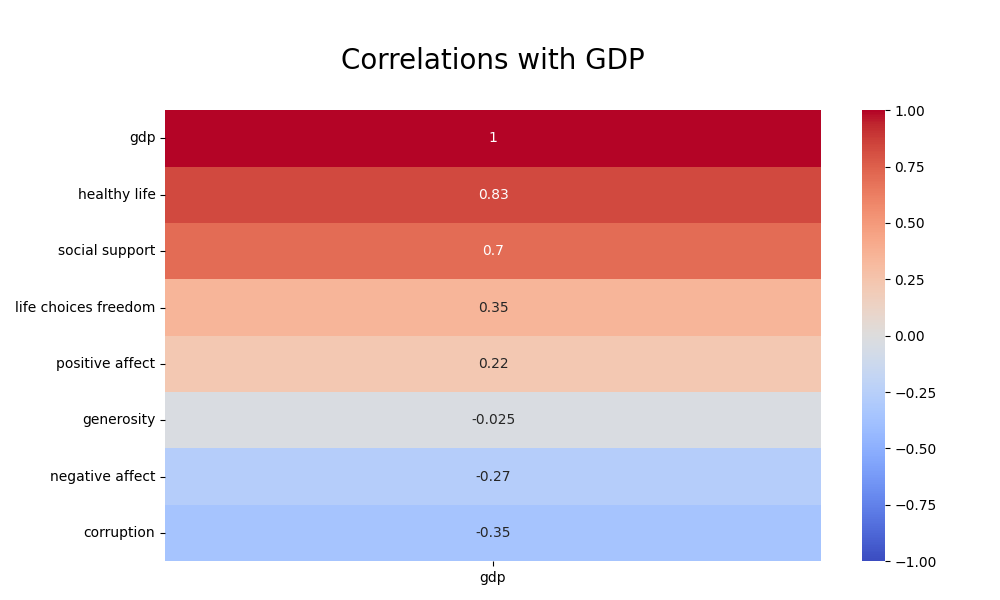 Correlations with GDP
gdp
1
healthy life
0.83
social support
0.7
life choices freedom
0.35
positive affect
0.22
generosity
-0.025
negative affect
-0.27
corruption
-0.35
gdp
1.00
0.75
0.50
0.25
0.00
−0.25
−0.50
−0.75
−1.00